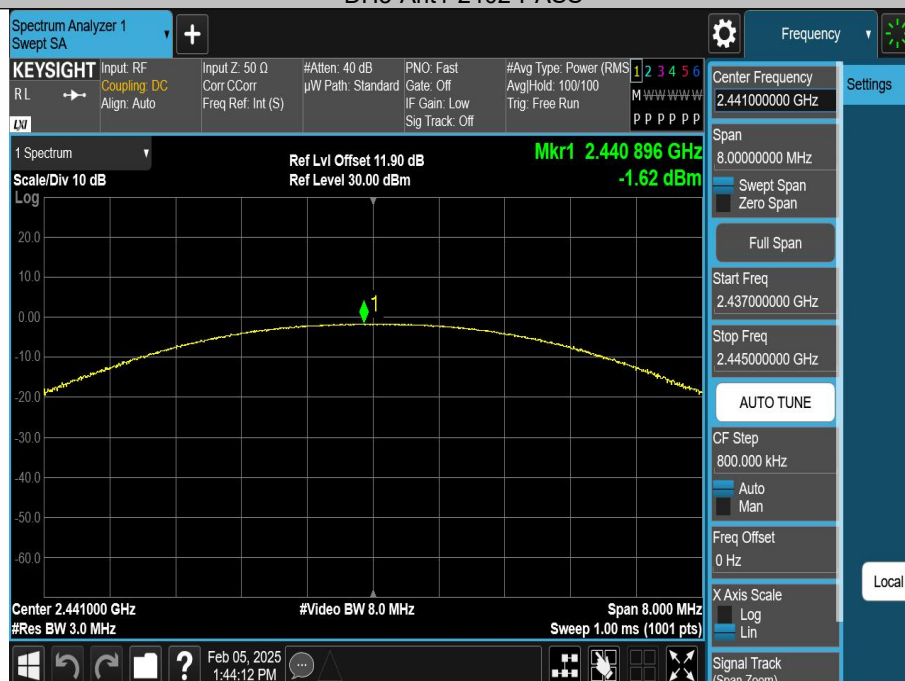 Spectrum Analyzer 1
Swept SA
Frequency
KEYSIGHT
RL
LXI
Input: RF
Coupling: DC
Align: Auto
Input Z: 50 Ω
Corr CCorr
Freq Ref: Int (S)
#Atten: 40 dB
µW Path: Standard
PNO: Fast
Gate: Off
IF Gain: Low
Sig Track: Off
#Avg Type: Power (RMS
Avg|Hold: 100/100
Trig: Free Run
1 2 3 4 5 6
M W W W W W
P P P P P P
1 Spectrum
Scale/Div 10 dB
Log
Ref Lvl Offset 11.90 dB
Ref Level 30.00 dBm
Mkr1 2.440 896 GHz
-1.62 dBm
20.0
10.0
0.00
-10.0
-20.0
-30.0
-40.0
-50.0
-60.0
1
Center 2.441000 GHz
#Res BW 3.0 MHz
#Video BW 8.0 MHz
Span 8.000 MHz
Sweep 1.00 ms (1001 pts)
Feb 05, 2025
1:44:12 PM
Center Frequency
2.441000000 GHz
Settings
Span
8.00000000 MHz
Swept Span
Zero Span
Full Span
Start Freq
2.437000000 GHz
Stop Freq
2.445000000 GHz
AUTO TUNE
CF Step
800.000 kHz
Auto
Man
Freq Offset
0 Hz
Local
X Axis Scale
Log
Lin
Signal Track
(Span Zoom)